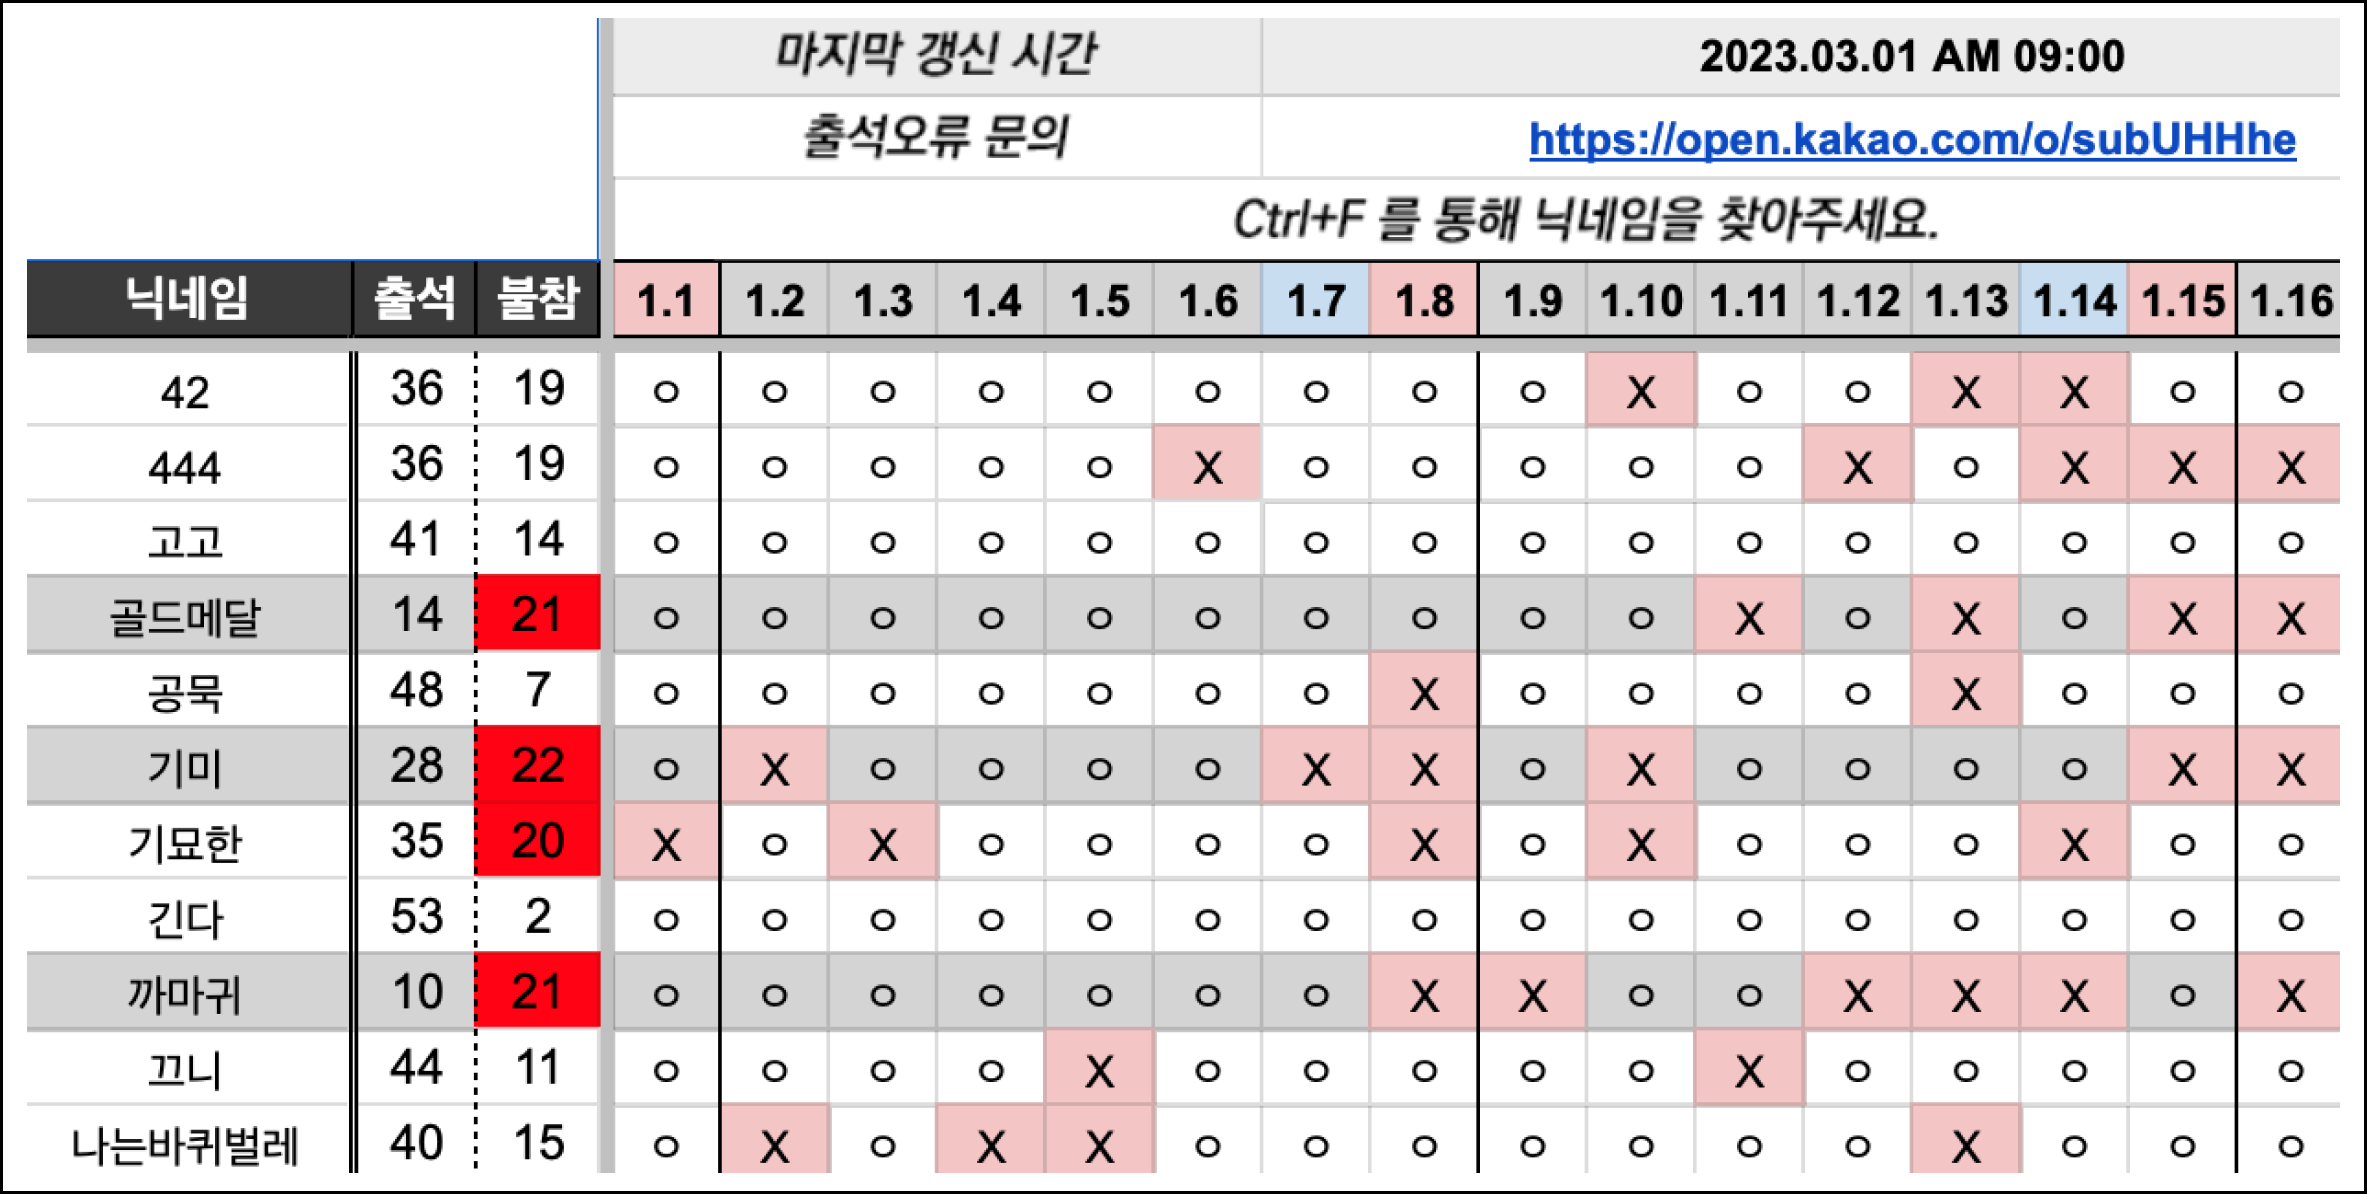 마지막 갱신 시간 2023.03.01 AM 09:00
출석오류 문의 https://open.kakao.com/o/subUHHhe
Ctrl+F 를 통해 닉네임을 찾아주세요.
닉네임 출석 불참 1.1 1.2 1.3 1.4 1.5 1.6 1.7 1.8 1.9 1.10 1.11 1.12 1.13 1.14 1.15 1.16
42 36 19 o o o o o o o o o X o o X X o o
444 36 19 o o o o o X o o o o o X o X X X
고고 41 14 o o o o o o o o o o o o o o o o
골드메달 14 21 o o o o o o o o o o X o X o X X
공묵 48 7 o o o o o o o X o o o o X o o o
기미 28 22 o X o o o o X X o X o o o o X X
기묘한 35 20 X o X o o o o X o X o o o X o o
긴다 53 2 o o o o o o o o o o o o o o o o
까마귀 10 21 o o o o o o o X X o o X X X o X
끄니 44 11 o o o o X o o o o o X o o o o o
나는바퀴벌레 40 15 o X o X X o o o o o o o X o o o